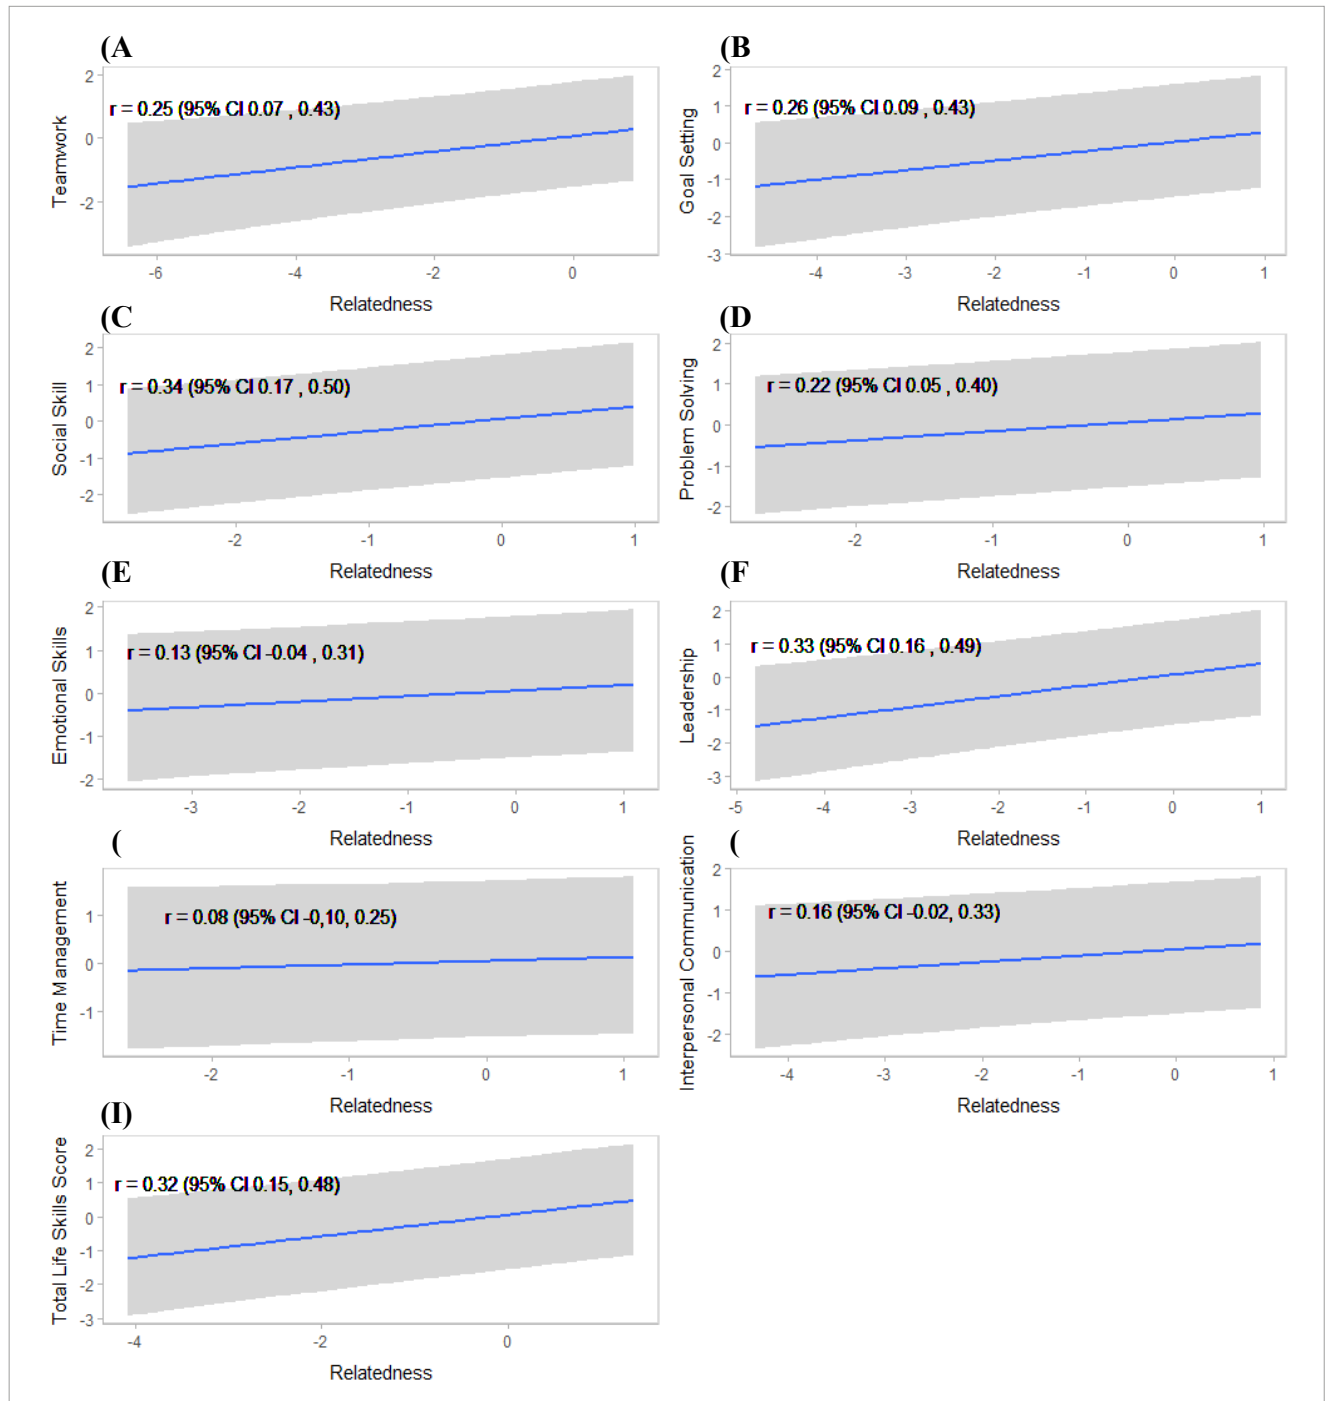 (A
2
0
-2
Teamwork
r = 0.25 (95% CI 0.07 , 0.43)
-6 -4 -2 0
Relatedness
(B
2
1
0
-1
-2
-3
Goal Setting
r = 0.26 (95% CI 0.09 , 0.43)
-4 -3 -2 -1 0 1
Relatedness
(C
2
1
0
-1
-2
Social Skill
r = 0.34 (95% CI 0.17 , 0.50)
-2 -1 0 1
Relatedness
(D
2
1
0
-1
-2
Problem Solving
r = 0.22 (95% CI 0.05 , 0.40)
-2 -1 0 1
Relatedness
(E
2
1
0
-1
-2
Emotional Skills
r = 0.13 (95% CI -0.04 , 0.31)
-3 -2 -1 0 1
Relatedness
(F
2
1
0
-1
-2
-3
Leadership
r = 0.33 (95% CI 0.16 , 0.49)
-5 -4 -3 -2 -1 0 1
Relatedness
(
1
0
-1
Time Management
r = 0.08 (95% CI -0,10, 0.25)
-2 -1 0 1
Relatedness
(
2
1
0
-1
-2
Interpersonal Communication
r = 0.16 (95% CI -0.02, 0.33)
-4 -3 -2 -1 0 1
Relatedness
(I)
2
1
0
-1
-2
-3
Total Life Skills Score
r = 0.32 (95% CI 0.15, 0.48)
-4 -2 0
Relatedness